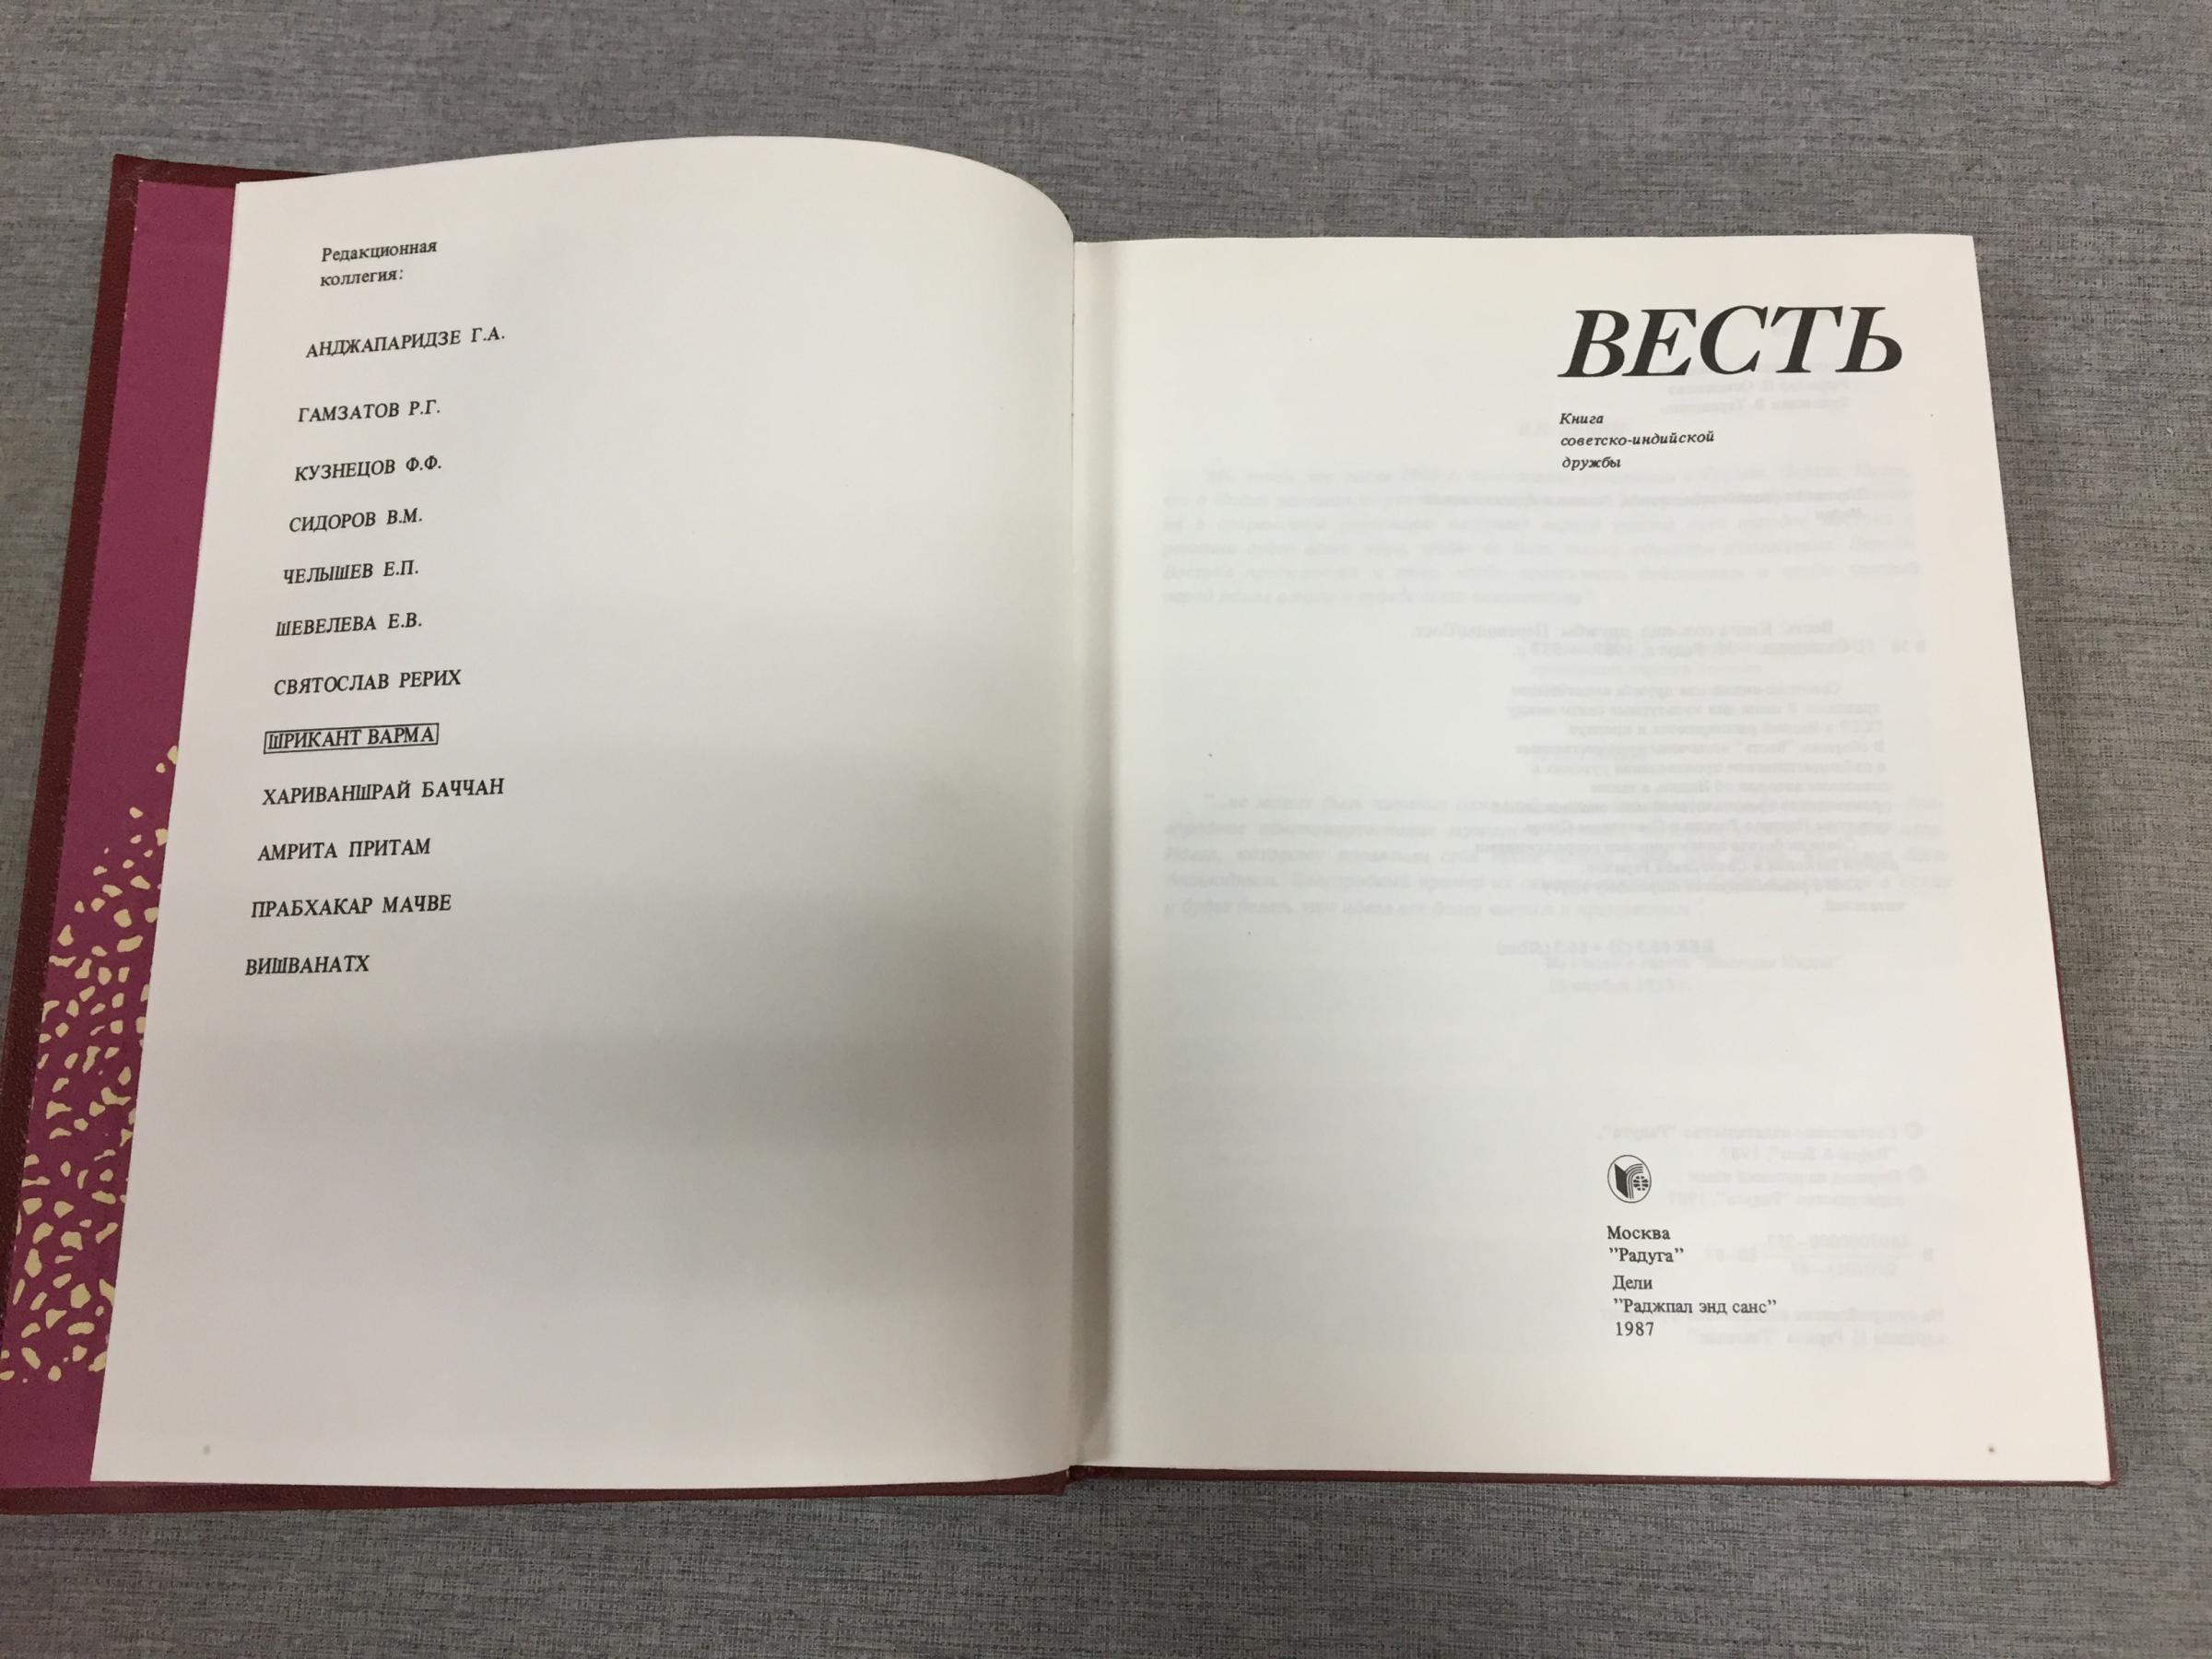 Редакционная
коллегия:
АНДЖАПАРИДЗЕ Г.А.
ГАМЗАТОВ Р.Г.
КУЗНЕЦОВ Ф.Ф.
СИДОРОВ В.М.
ЧЕЛЫШЕВ Е.П.
ШЕВЕЛЕВА Е.В.
СВЯТОСЛАВ РЕРИХ
ШРИКАНТ ВАРМА
ХАРИВАНШРАЙ БАЧЧАН
АМРИТА ПРИТАМ
ПРАБХАКАР МАЧВЕ
ВИШВАНАТХ
ВЕСТЬ
Книга
советско-индийской
дружбы
Москва
"Радуга"
Дели
"Раджпал энд санс"
1987